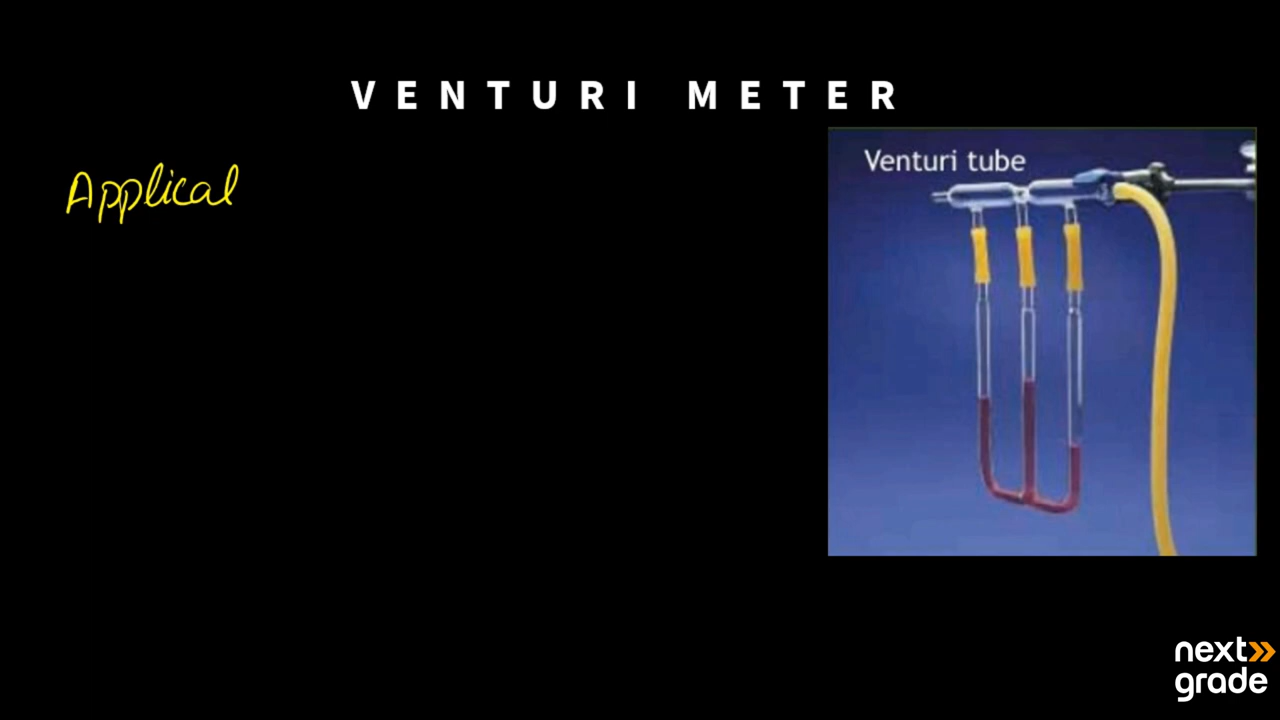 VENTURI METER
Applical
Venturi tube
next
grade